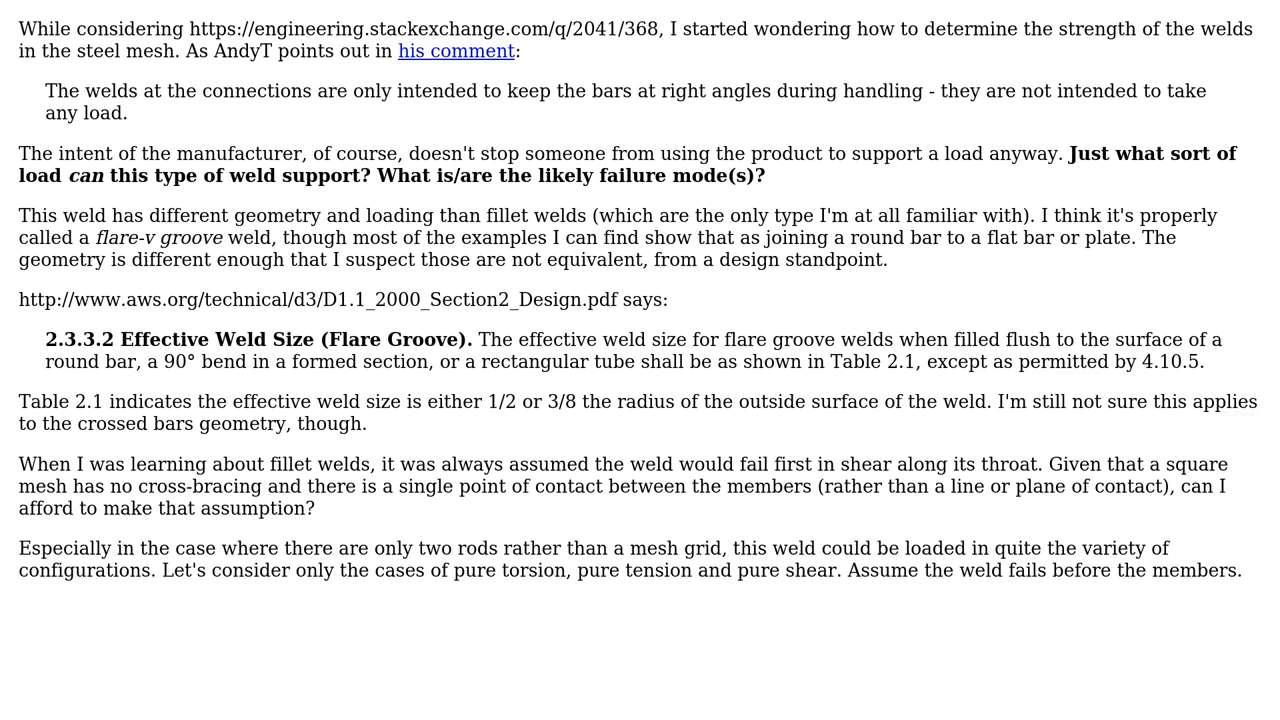 While considering https://engineering.stackexchange.com/q/2041/368, I started wondering how to determine the strength of the welds
in the steel mesh. As AndyT points out in his comment:
The welds at the connections are only intended to keep the bars at right angles during handling - they are not intended to take
any load.
The intent of the manufacturer, of course, doesn't stop someone from using the product to support a load anyway. Just what sort of
load can this type of weld support? What is/are the likely failure mode(s)?
This weld has different geometry and loading than fillet welds (which are the only type I'm at all familiar with). I think it's properly
called a flare-v groove weld, though most of the examples I can find show that as joining a round bar to a flat bar or plate. The
geometry is different enough that I suspect those are not equivalent, from a design standpoint.
http://www.aws.org/technical/d3/D1.1_2000_Section2_Design.pdf says:
2.3.3.2 Effective Weld Size (Flare Groove). The effective weld size for flare groove welds when filled flush to the surface of a
round bar, a 90° bend in a formed section, or a rectangular tube shall be as shown in Table 2.1, except as permitted by 4.10.5.
Table 2.1 indicates the effective weld size is either 1/2 or 3/8 the radius of the outside surface of the weld. I'm still not sure this applies
to the crossed bars geometry, though.
When I was learning about fillet welds, it was always assumed the weld would fail first in shear along its throat. Given that a square
mesh has no cross-bracing and there is a single point of contact between the members (rather than a line or plane of contact), can I
afford to make that assumption?
Especially in the case where there are only two rods rather than a mesh grid, this weld could be loaded in quite the variety of
configurations. Let's consider only the cases of pure torsion, pure tension and pure shear. Assume the weld fails before the members.